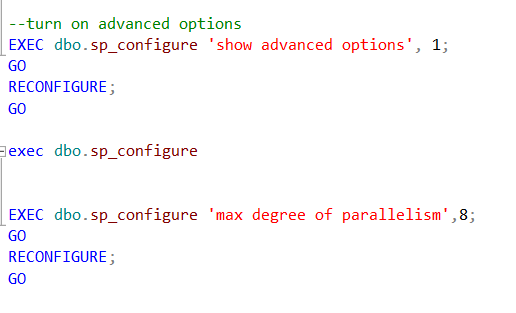 --turn on advanced options
EXEC dbo.sp_configure 'show advanced options', 1;
GO
RECONFIGURE;
GO
exec dbo.sp_configure
EXEC dbo.sp_configure 'max degree of parallelism',8;
GO
RECONFIGURE;
GO